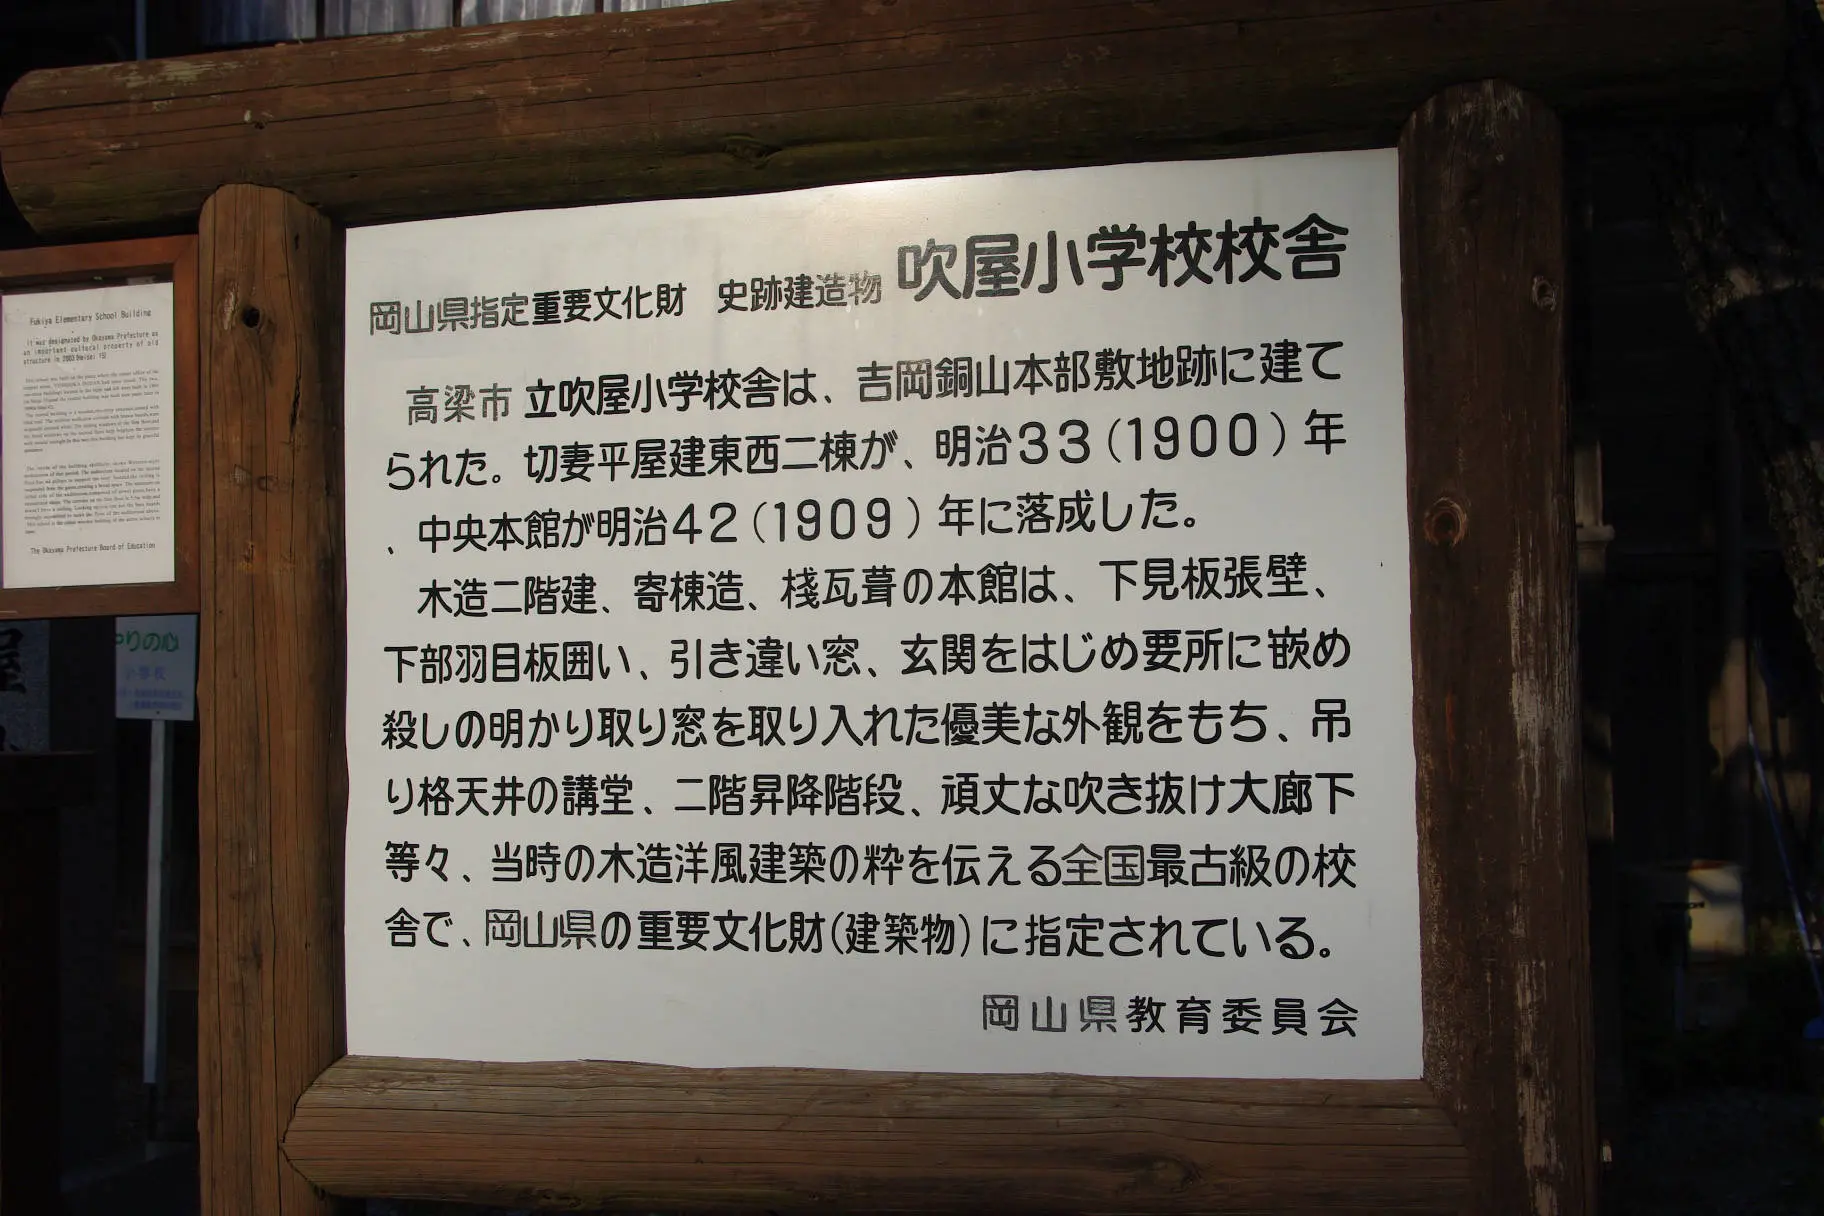 岡山県指定重要文化財 史跡建造物 吹屋小学校校舎
高梁市立吹屋小学校校舎は、吉岡銅山本部敷地跡に建て
られた。切妻平屋建東西二棟が、明治33(1900)年
、中央本館が明治42(1909)年に落成した。
木造二階建、寄棟造、桟瓦葺の本館は、下見板張壁、
下部羽目板囲い、引き違い窓、玄関をはじめ要所に嵌め
殺しの明かり取り窓を取り入れた優美な外観をもち、吊
り格天井の講堂、二階昇降階段、頑丈な吹き抜け大廊下
等々、当時の木造洋風建築の粋を伝える全国最古級の校
舎で、岡山県の重要文化財(建築物)に指定されている。
岡山県教育委員会
Fukiya Elementary School Building
it was designated by Okayama Prefecture as
an important cultural property of old
structure in 2003(Heisei 15)
The Okayama Prefecture Board of Education
りの心
小学校